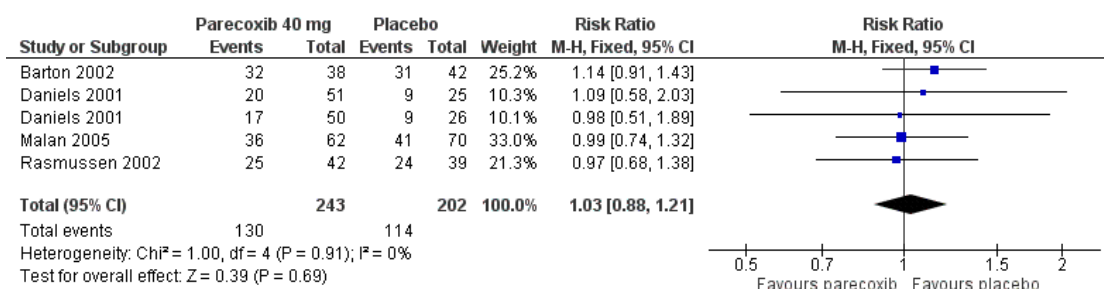 Parecoxib 40 mg Placebo Risk Ratio Risk Ratio
Study or Subgroup Events Total Events Total Weight M-H, Fixed, 95% CI M-H, Fixed, 95% CI
Barton 2002 32 38 31 42 25.2% 1.14 [0.91, 1.43]
Daniels 2001 20 51 9 25 10.3% 1.09 [0.58, 2.03]
Daniels 2001 17 50 9 26 10.1% 0.98 [0.51, 1.89]
Malan 2005 36 62 41 70 33.0% 0.99 [0.74, 1.32]
Rasmussen 2002 25 42 24 39 21.3% 0.97 [0.68, 1.38]
Total (95% CI) 243 202 100.0% 1.03 [0.88, 1.21]
Total events 130 114
Heterogeneity: Chi² = 1.00, df = 4 (P = 0.91); I² = 0%
Test for overall effect: Z = 0.39 (P = 0.69)
0.5 0.7 1 1.5 2
Favours parecoxib Favours placebo